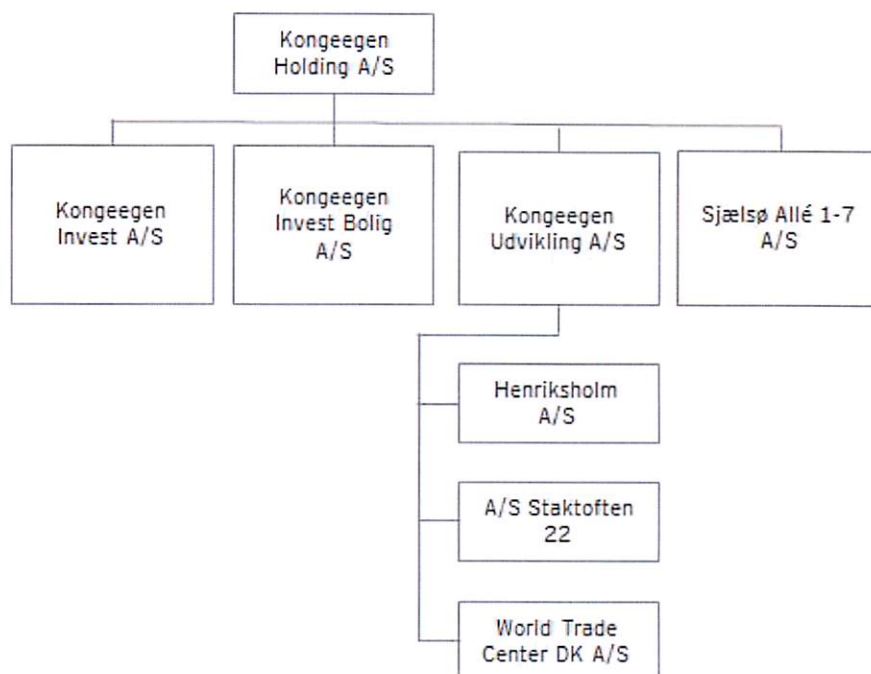 Kongeegen
Holding A/S
Kongeegen
Invest A/S
Kongeegen
Invest Bolig
A/S
Kongeegen
Udvikling A/S
Sjælsø Allé 1-7
A/S
Henriksholm
A/S
A/S Staktoften
22
World Trade
Center DK A/S